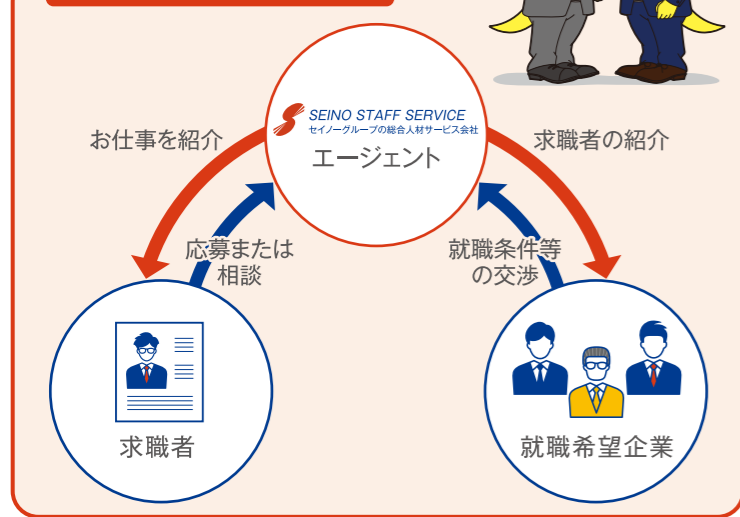 SEINO STAFF SERVICE
セイノーグループの総合人材サービス会社
エージェント
お仕事を紹介
求職者の紹介
応募または
相談
就職条件等
の交渉
求職者
就職希望企業